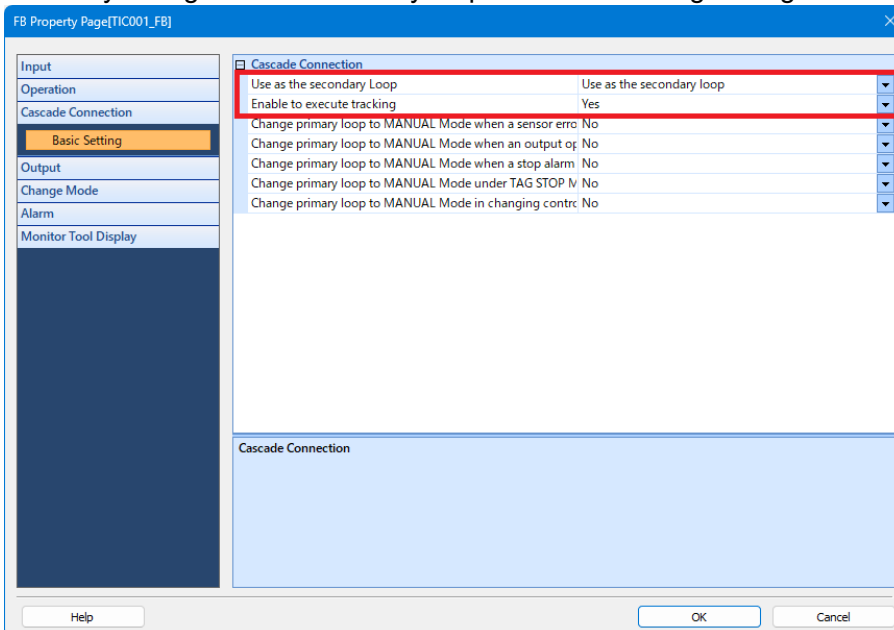 FB Property Page[TIC001_FB]
Input
Operation
Cascade Connection
Basic Setting
Output
Change Mode
Alarm
Monitor Tool Display
Cascade Connection
Use as the secondary Loop Use as the secondary loop
Enable to execute tracking Yes
Change primary loop to MANUAL Mode when a sensor erro No
Change primary loop to MANUAL Mode when an output op No
Change primary loop to MANUAL Mode when a stop alarm No
Change primary loop to MANUAL Mode under TAG STOP M No
Change primary loop to MANUAL Mode in changing contro No
Cascade Connection
Help
OK
Cancel